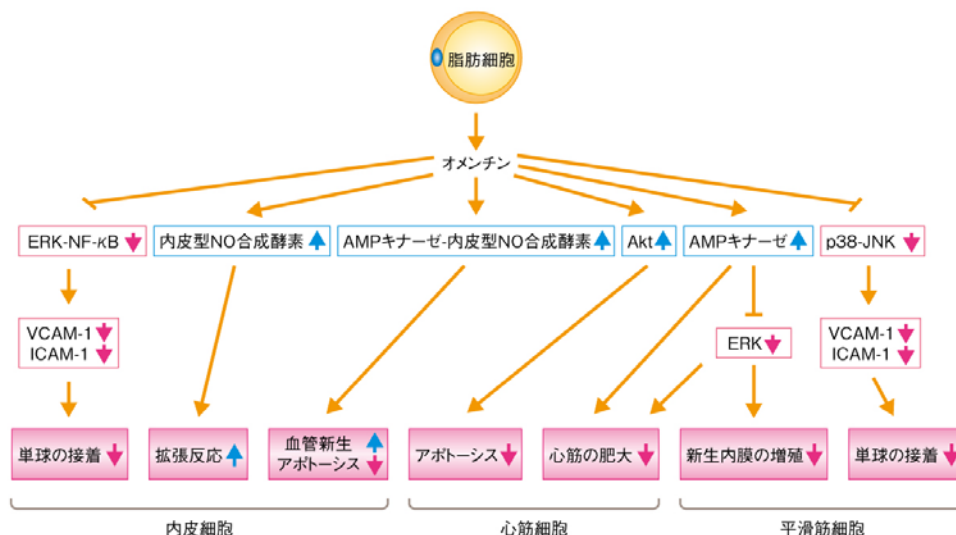 脂肪細胞
オメンチン
ERK-NF-κB
内皮型NO合成酵素
AMPキナーゼ-内皮型NO合成酵素
Akt
AMPキナーゼ
p38-JNK
VCAM-1
ICAM-1
ERK
VCAM-1
ICAM-1
単球の接着
拡張反応
血管新生
アポトーシス
アポトーシス
心筋の肥大
新生内膜の増殖
単球の接着
内皮細胞
心筋細胞
平滑筋細胞